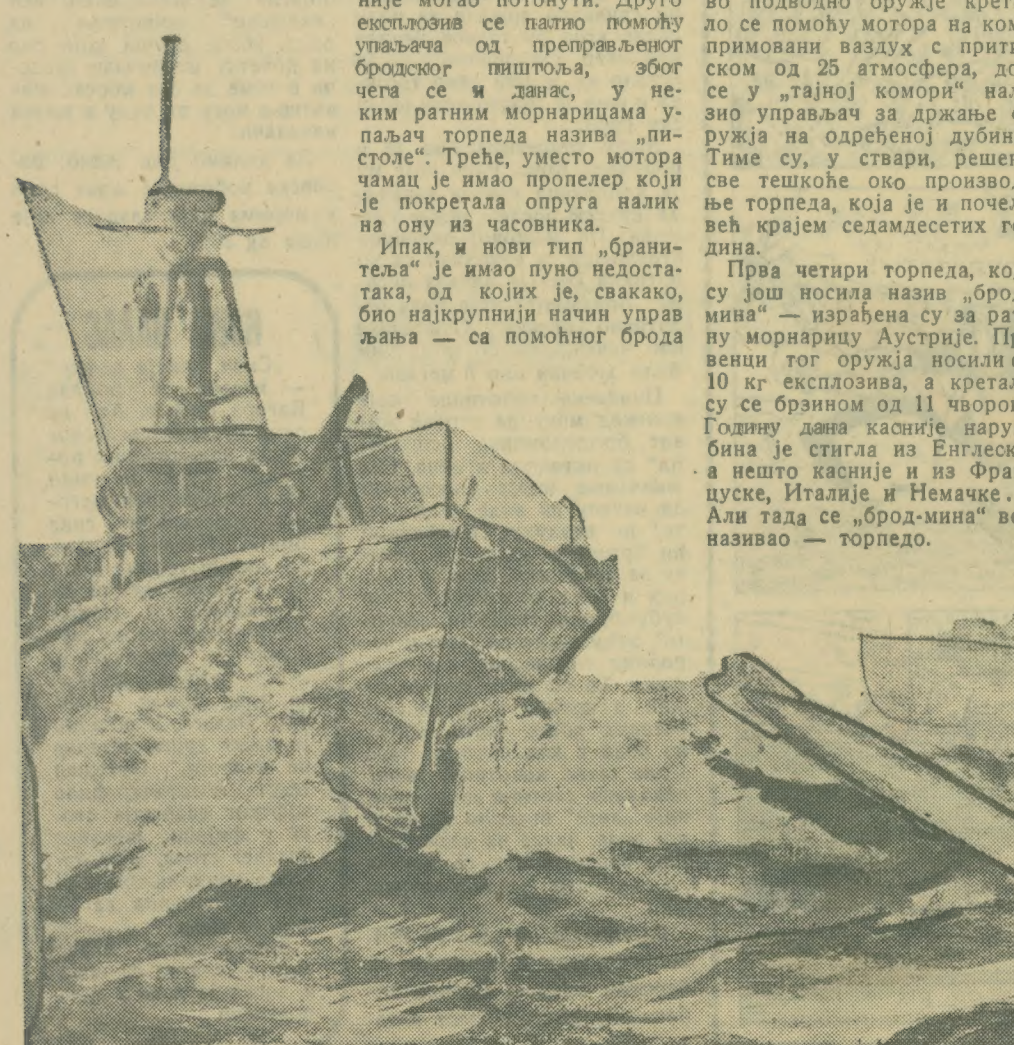 није могао потонути. Друго
експлозив се палио помоћу
упаљача од преправљеног
бродског пиштоља, због
чега се и данас, у не-
ким ратним морнарицама у-
паљач торпеда назива „пи-
столе“. Треће, уместо мотора
чамац је имао пропелер који
је покретала опруга налик
на ону из часовника.
Ипак, и нови тип „брани-
теља“ је имао пуно недоста-
така, од којих је, свакако,
био најкрупнији начин управ
љања — са помоћног брода
во подводно оружје крета
ло се помоћу мотора на ком
примовани ваздух с прити
ском од 25 атмосфера, до
се у „тајној комори“ нал
зио управљач за држање о
ружја на одређеној дубин
Тиме су, у ствари, решен
све тешкоће око произвођ
ње торпеда, која је и почел
већ крајем седамдесетих го
дина.
Прва четири торпеда, кој
су још носила назив „брод
мина“ — израђена су за рат
ну морнарицу Аустрије. Пр
венци тог оружја носили с
10 кг експлозива, а кретал
су се брзином од 11 чворов
Годину дана касније нару
бина је стигла из Енглеск
а нешто касније и из Фра
цуске, Италије и Немачке.
Али тада се „брод-мина“ ве
називао — торпедо.